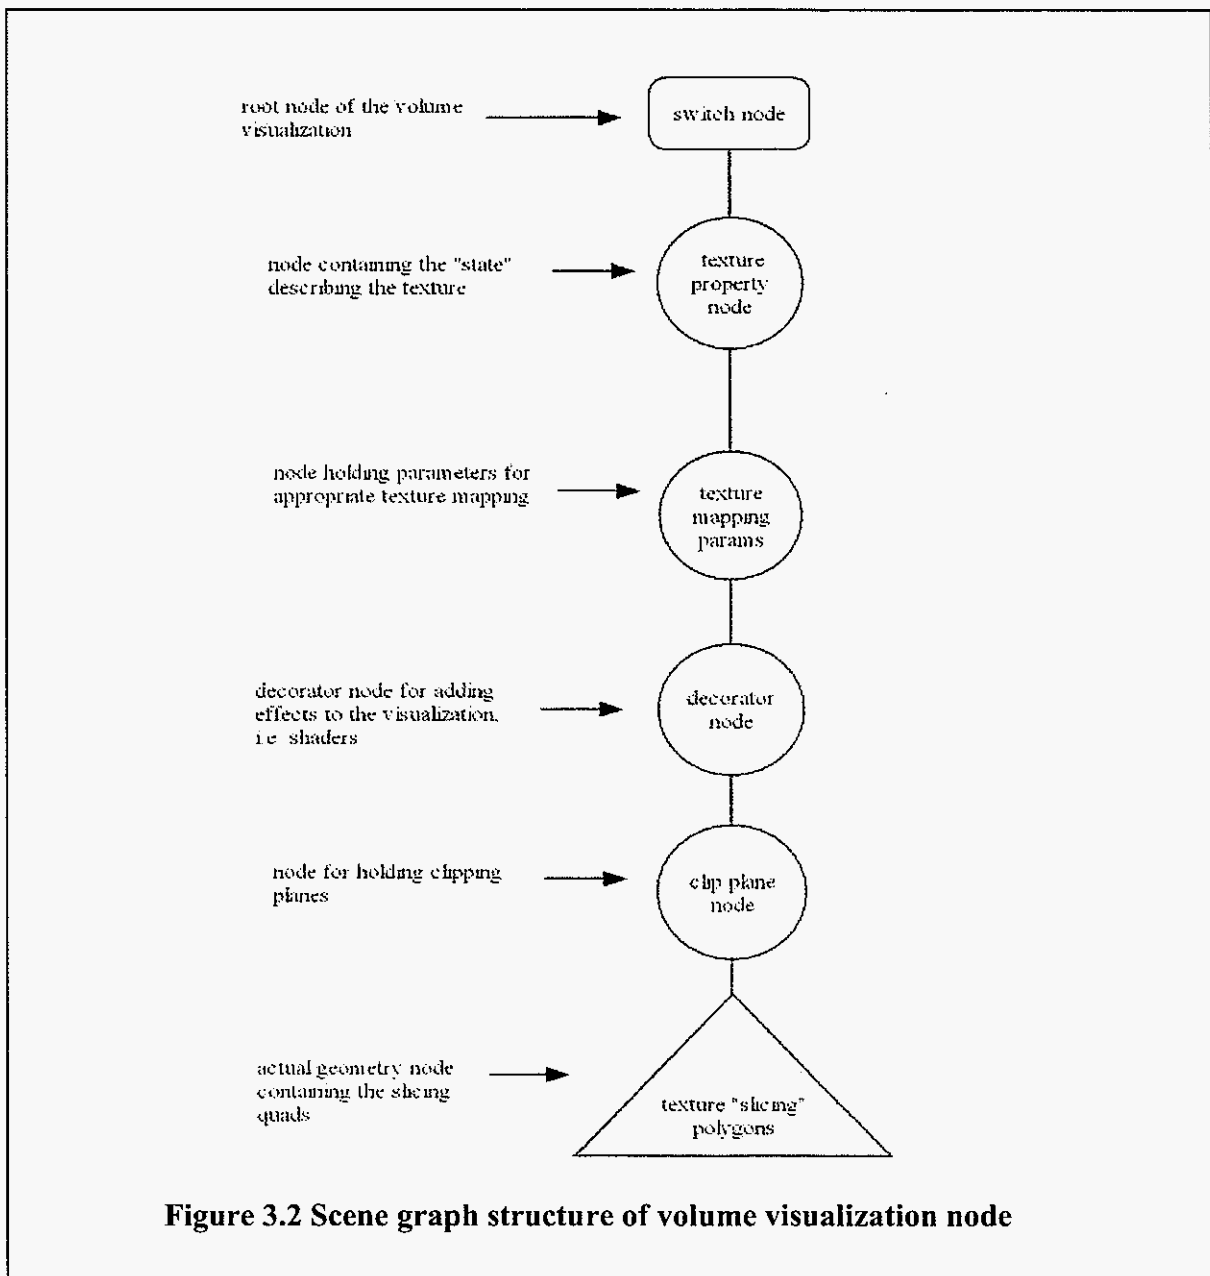 root node of the volume
visualization
switch node
node containing the "state"
describing the texture
texture
property
node
node holding parameters for
appropriate texture mapping
texture
mapping
params
decorator node for adding
effects to the visualization,
i.e. shaders
decorator
node
node for holding clipping
planes
clip plane
node
actual geometry node
containing the slicing
quads
texture "slicing"
polygons
Figure 3.2 Scene graph structure of volume visualization node